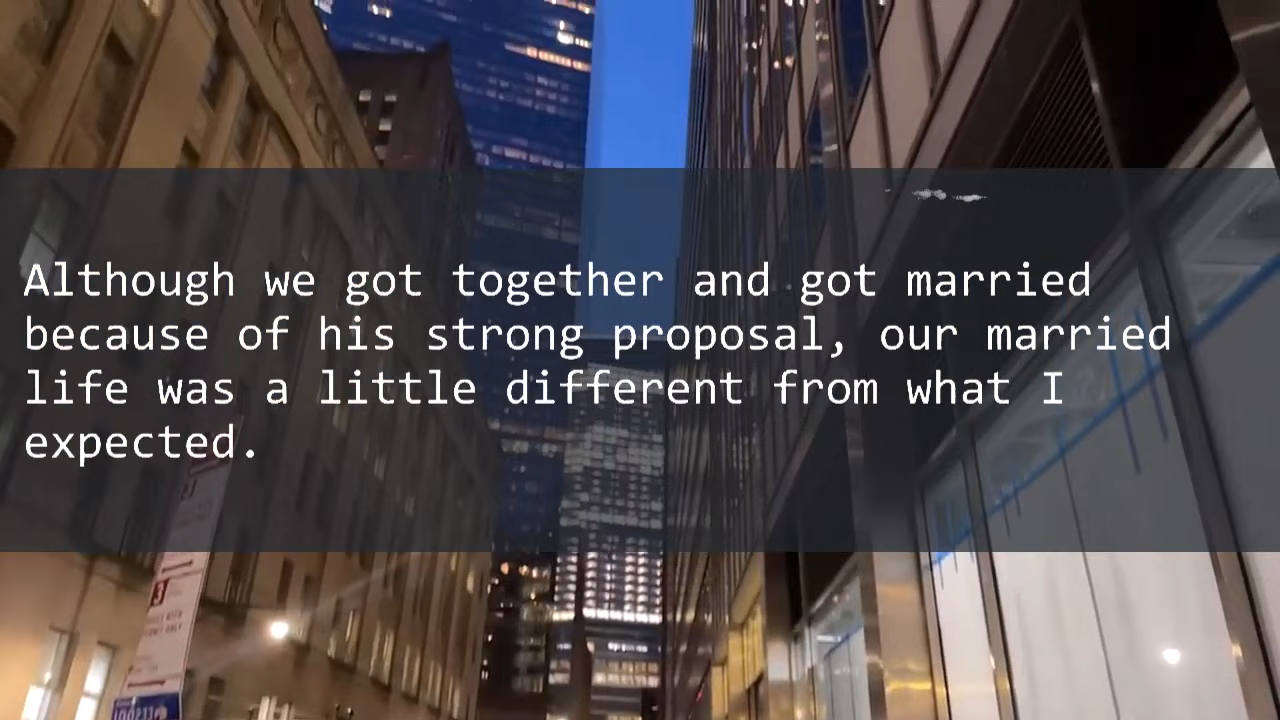 Although we got together and got married
because of his strong proposal, our married
life was a little different from what I
expected.